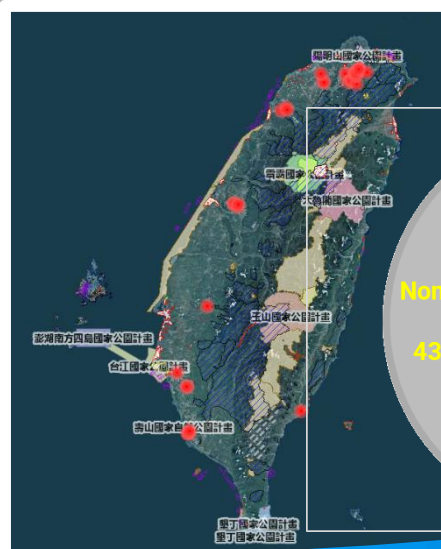 陽明山國家公園計畫
雪霸國家公園計畫
太魯閣國家公園計畫
Non
玉山國家公園計畫
澎湖南方四島國家公園計畫
43
台江國家公園計畫
壽山國家自然公園計畫
墾丁國家公園計畫
墾丁國家公園計畫